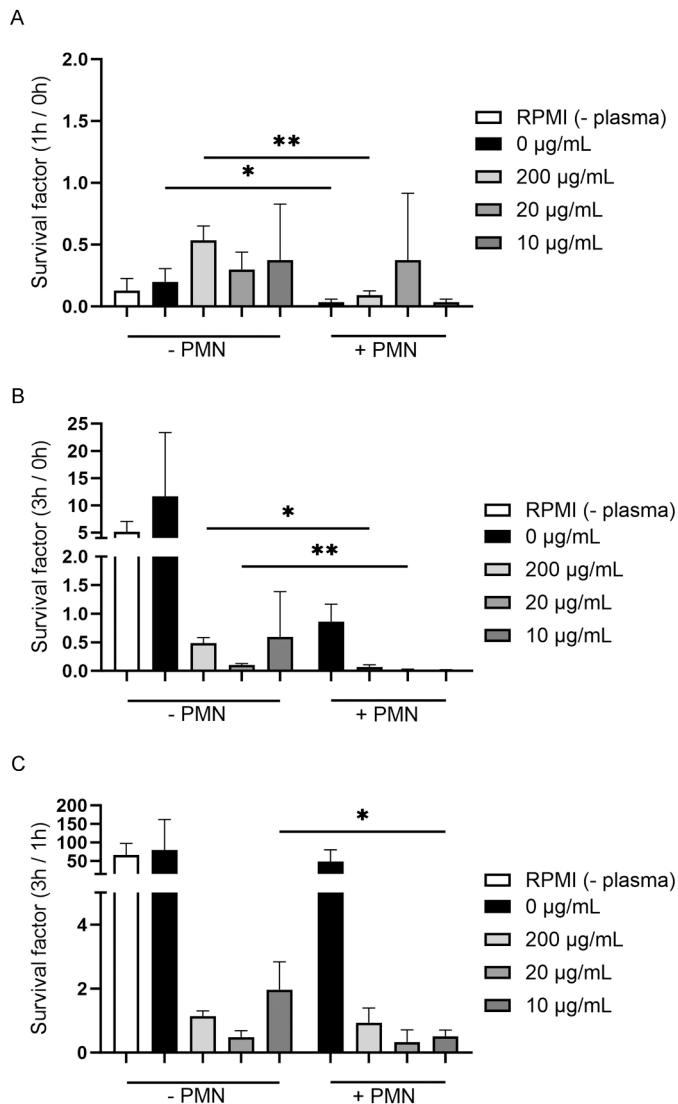 A
Survival factor (1h / 0h)
2.0
1.5
1.0
0.5
0.0
**
*
- PMN
+ PMN
RPMI (- plasma)
0 µg/mL
200 µg/mL
20 µg/mL
10 µg/mL
B
Survival factor (3h / 0h)
25
20
15
10
5
2.0
1.5
1.0
0.5
0.0
*
**
- PMN
+ PMN
RPMI (- plasma)
0 µg/mL
200 µg/mL
20 µg/mL
10 µg/mL
C
Survival factor (3h / 1h)
200
150
100
50
4
2
0
*
- PMN
+ PMN
RPMI (- plasma)
0 µg/mL
200 µg/mL
20 µg/mL
10 µg/mL